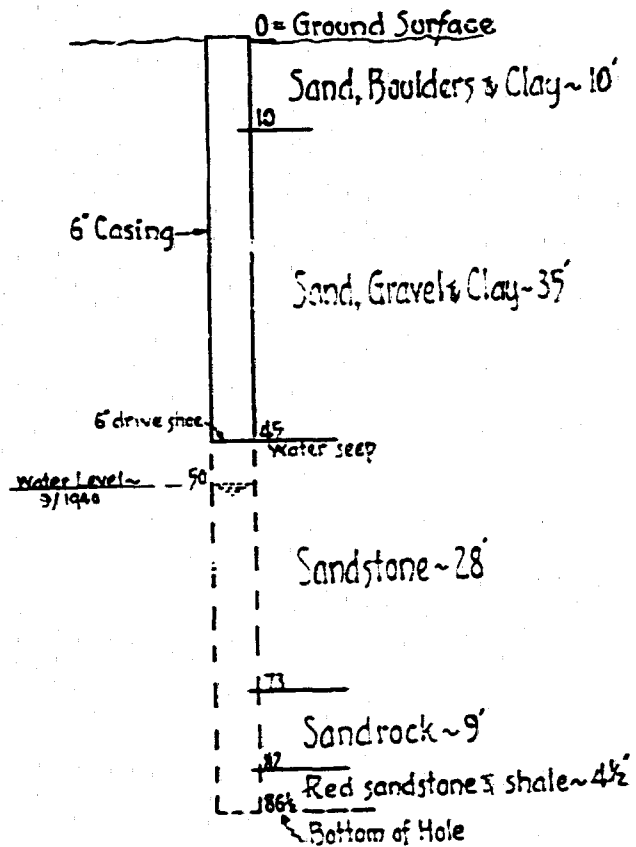 0 = Ground Surface
Sand, Boulders & Clay ~ 10'
10
6" Casing
Sand, Gravel & Clay ~ 35'
6" drive shoe
45
Water seep
Water Level ~
50
9/1940
Sandstone ~ 28'
73
Sandrock ~ 9'
82
Red sandstone & shale ~ 4½'
86½
Bottom of Hole